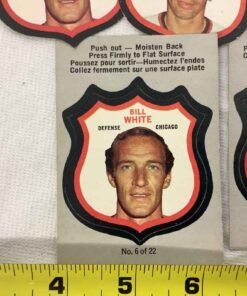 Push out — Moisten Back
Press Firmly to Flat Surface
Poussez pour sortir—Humectez l'endos
Collez fermement sur une surface plate
BILL
WHITE
DEFENSE CHICAGO
No. 6 of 22
4 5 6